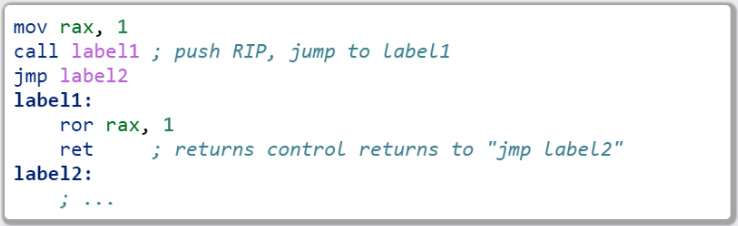 mov rax, 1
call label1 ; push RIP, jump to label1
jmp label2
label1:
    ror rax, 1
    ret     ; returns control returns to "jmp label2"
label2:
    ; ...